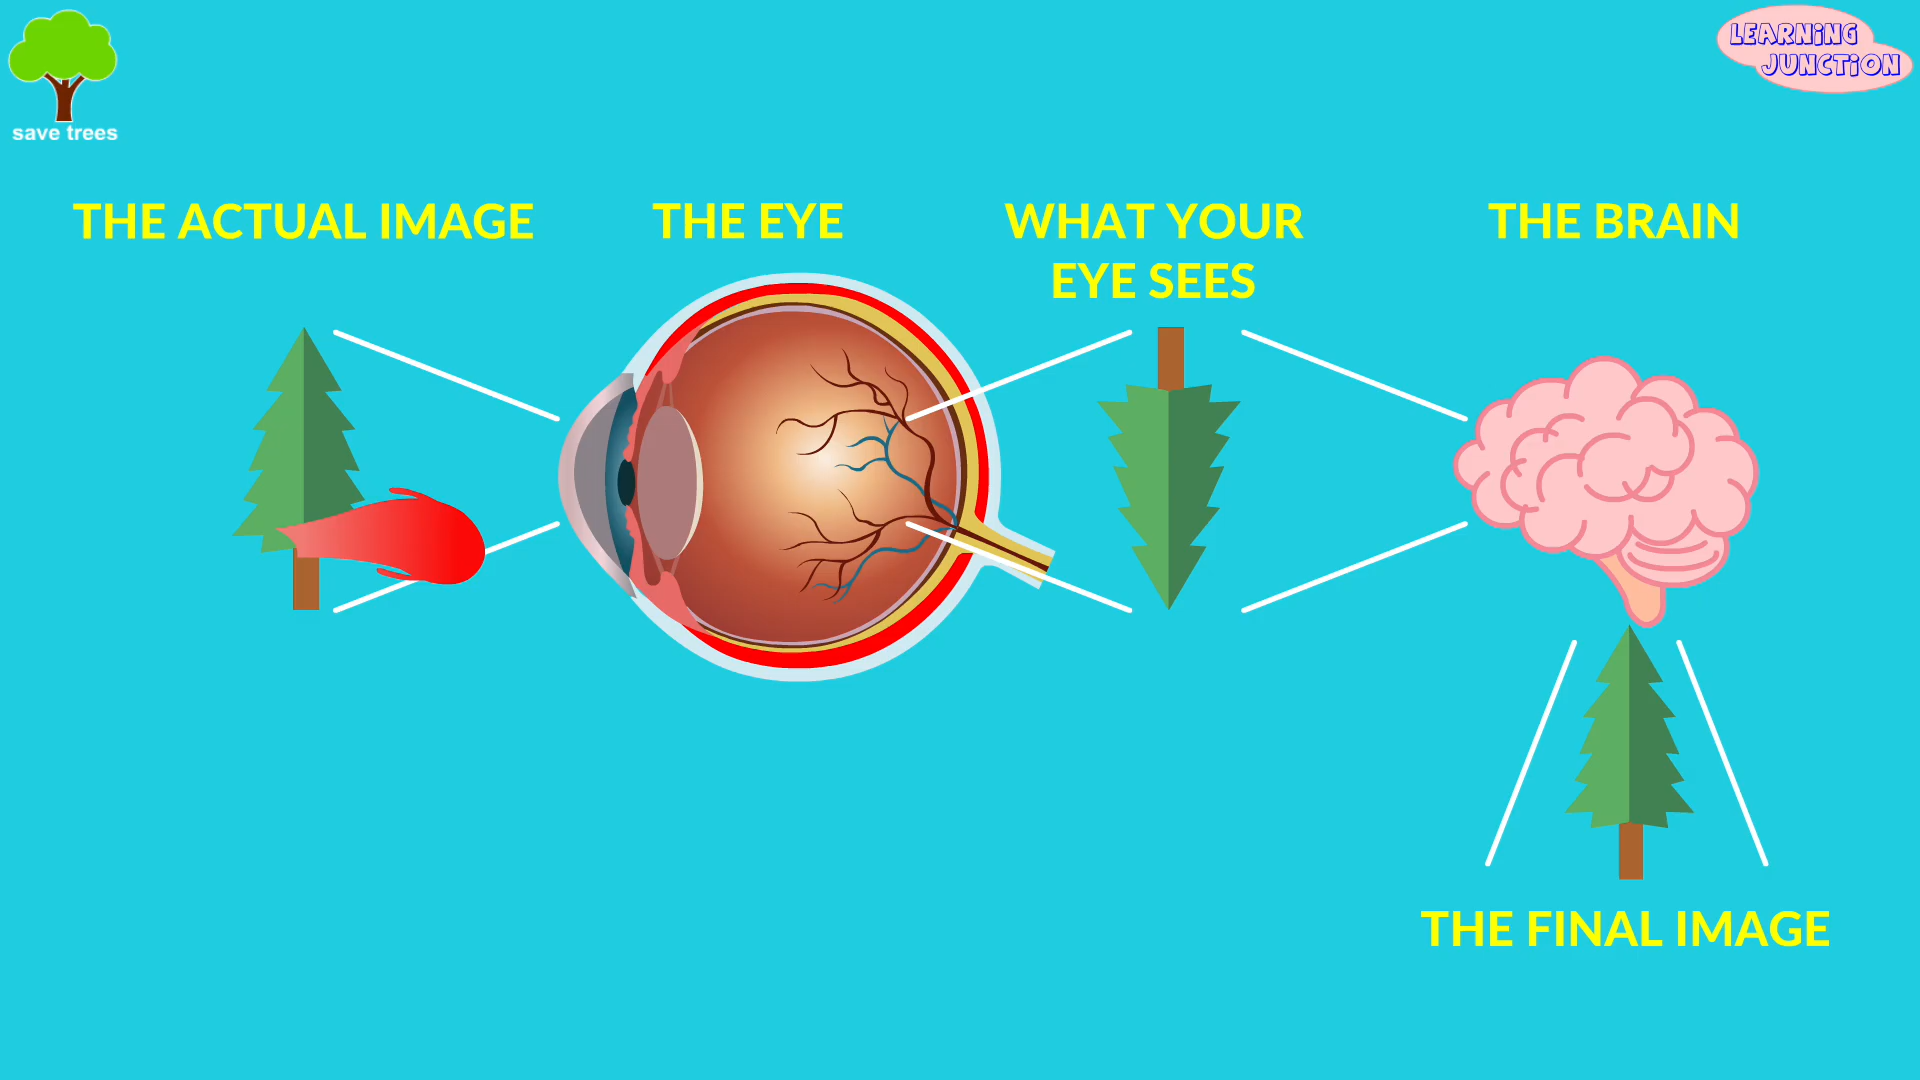 save trees
LEARNING
JUNCTION
THE ACTUAL IMAGE
THE EYE
WHAT YOUR
EYE SEES
THE BRAIN
THE FINAL IMAGE